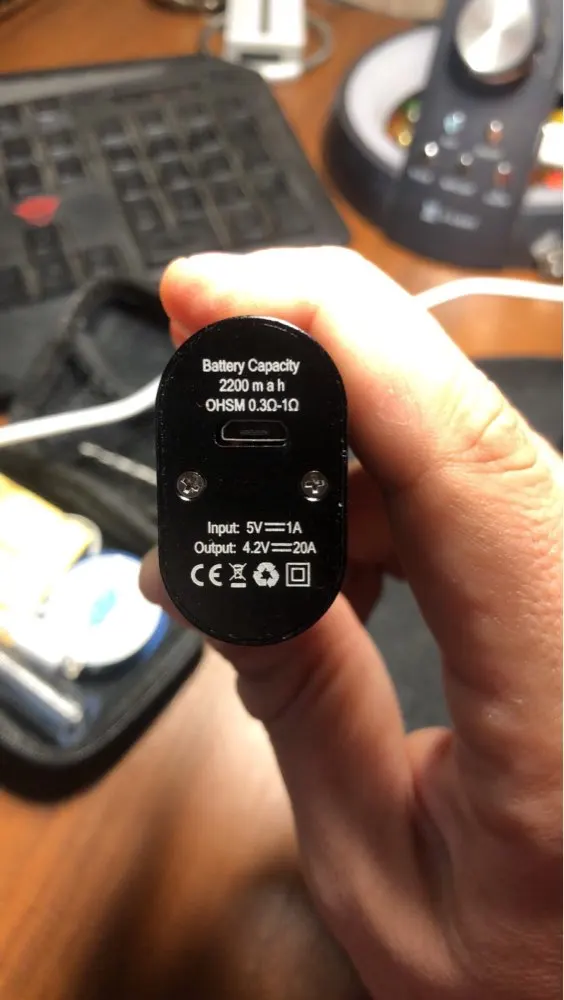 Battery Capacity
2200 m a h
OHSM 0.3Ω-1Ω
Input: 5V⎓1A
Output: 4.2V⎓20A
CE